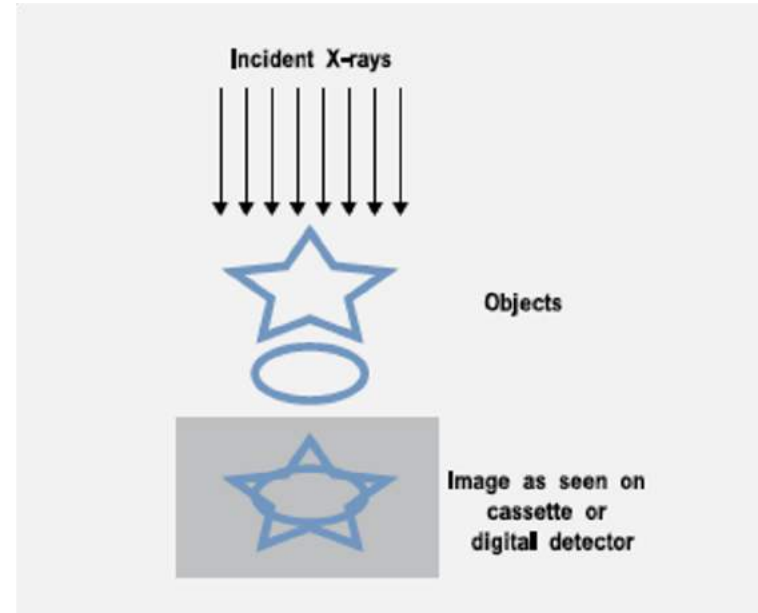 Incident X-rays
Objects
Image as seen on
cassette or
digital detector